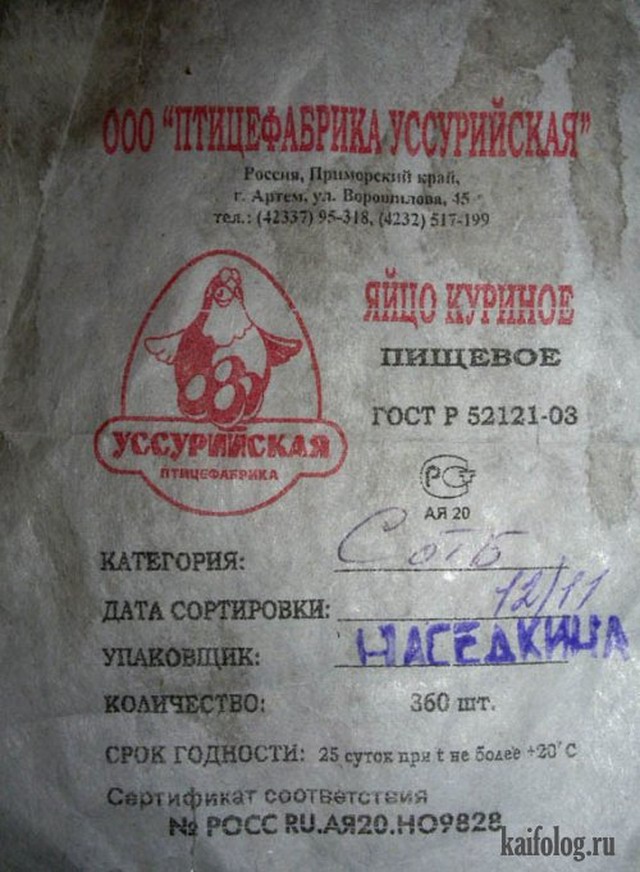 ООО "ПТИЦЕФАБРИКА УССУРИЙСКАЯ"
Россия, Приморский край,
г. Артем, ул. Ворошилова, 45
тел.: (42337) 95-318, (4232) 517-199
ЯЙЦО КУРИНОЕ
ПИЩЕВОЕ
ГОСТ Р 52121-03
УССУРИЙСКАЯ
ПТИЦЕФАБРИКА
АЯ 20
КАТЕГОРИЯ:
ДАТА СОРТИРОВКИ: 12/11
УПАКОВЩИК: НАСЕДКИНА
КОЛИЧЕСТВО: 360 шт.
СРОК ГОДНОСТИ: 25 суток при t не более +20°С
Сертификат соответствия
№ РОСС RU.АЯ20.НО9828
kaifolog.ru